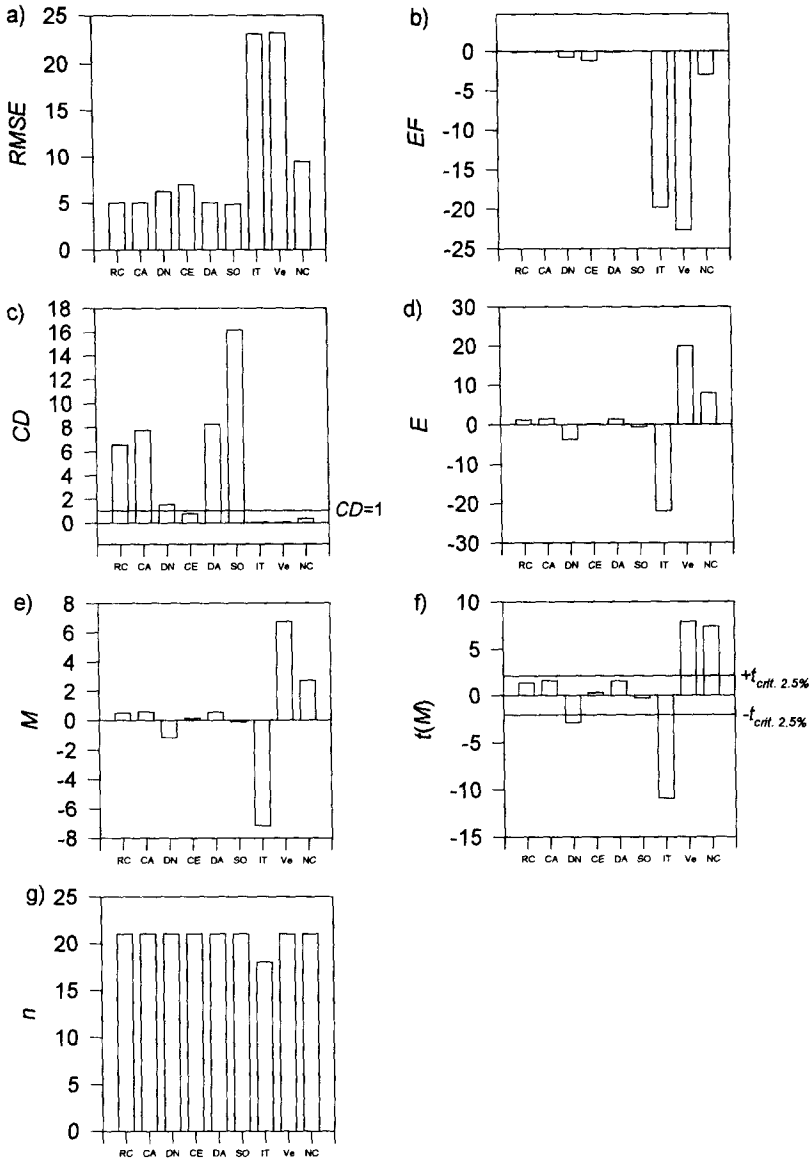 a)
25
20
15
10
5
0
RMSE
RC CA DN CE DA SO IT Ve NC
b)
0
-5
-10
-15
-20
-25
EF
RC CA DN CE DA SO IT Ve NC
c)
18
16
14
12
10
8
6
4
2
0
CD
CD=1
RC CA DN CE DA SO IT Ve NC
d)
30
20
10
0
-10
-20
-30
E
RC CA DN CE DA SO IT Ve NC
e)
8
6
4
2
0
-2
-4
-6
-8
M
RC CA DN CE DA SO IT Ve NC
f)
10
5
0
-5
-10
-15
t(M)
+t crit. 2.5%
-t crit. 2.5%
RC CA DN CE DA SO IT Ve NC
g)
25
20
15
10
5
0
n
RC CA DN CE DA SO IT Ve NC